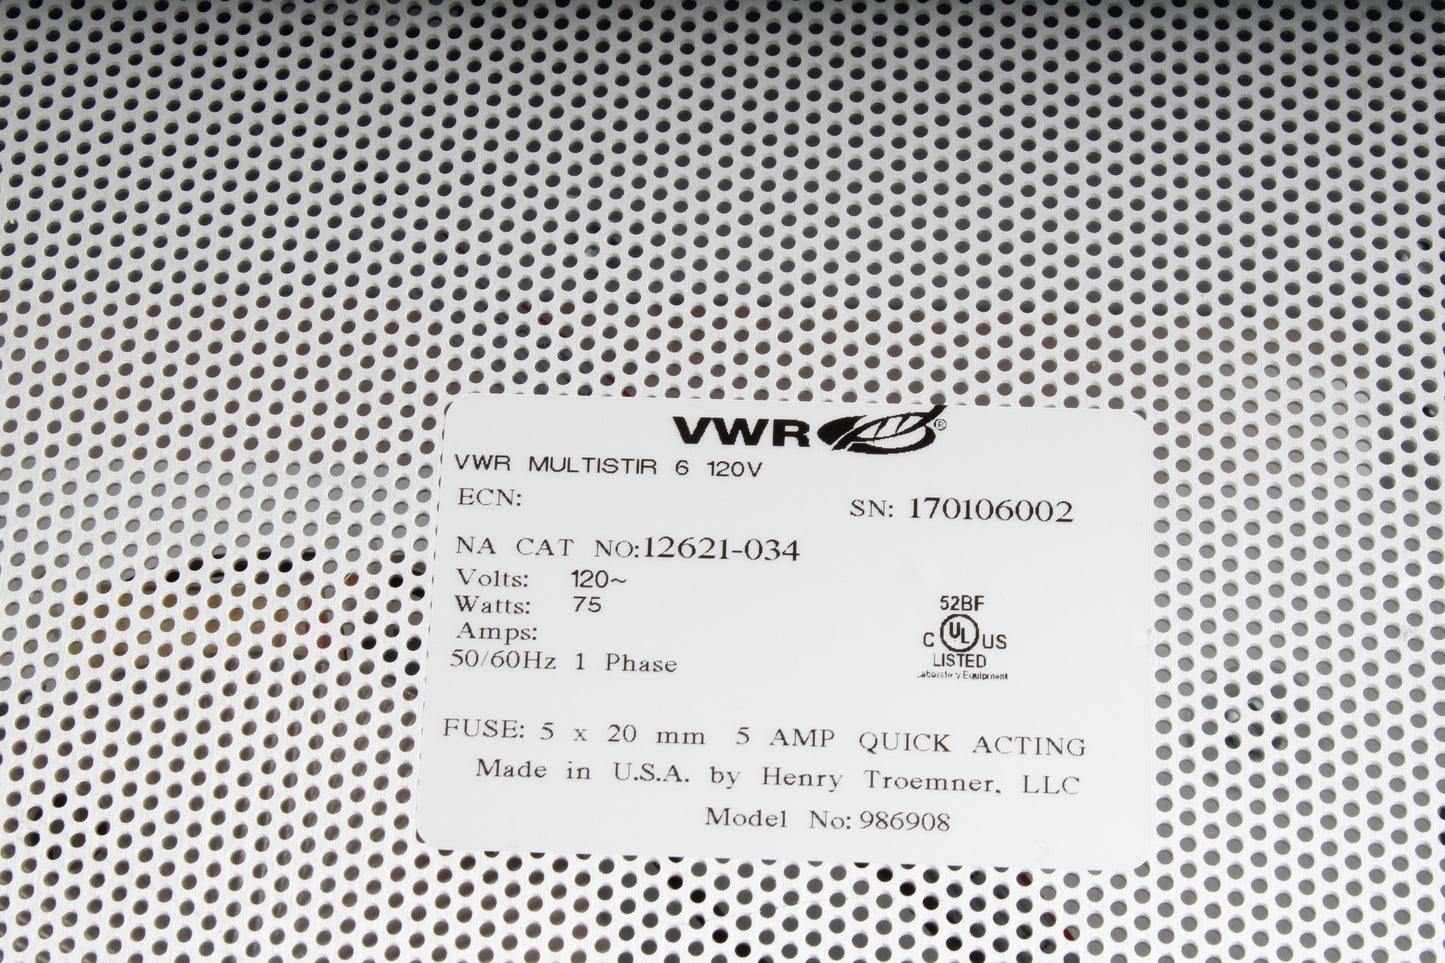 VWR®
VWR MULTISTIR 6 120V
ECN:
SN: 170106002
NA CAT NO:12621-034
Volts: 120~
Watts: 75
Amps:
50/60Hz 1 Phase
52BF
C UL US
LISTED
Laboratory Equipment
FUSE: 5 x 20 mm 5 AMP QUICK ACTING
Made in U.S.A. by Henry Troemner, LLC
Model No: 986908